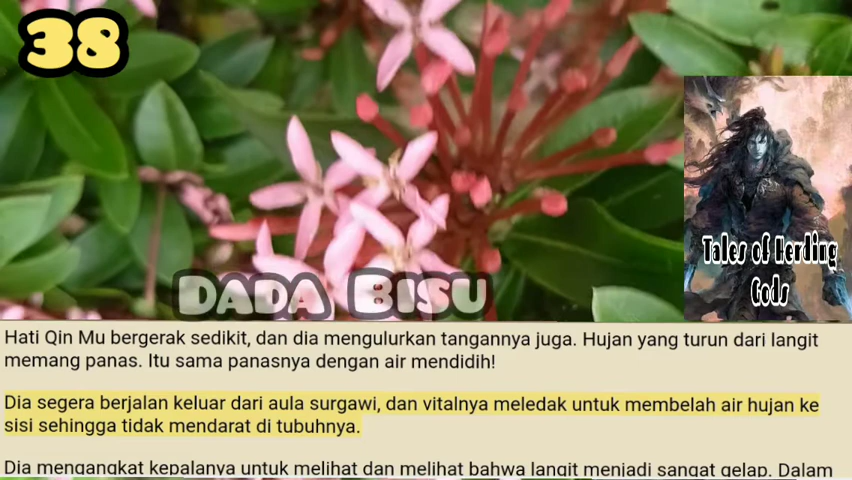 38
Tales of Herding
Gods
DADA BISU
Hati Qin Mu bergerak sedikit, dan dia mengulurkan tangannya juga. Hujan yang turun dari langit
memang panas. Itu sama panasnya dengan air mendidih!
Dia segera berjalan keluar dari aula surgawi, dan vitalnya meledak untuk membelah air hujan ke
sisi sehingga tidak mendarat di tubuhnya.
Dia mengangkat kepalanya untuk melihat dan melihat bahwa langit menjadi sangat gelap. Dalam